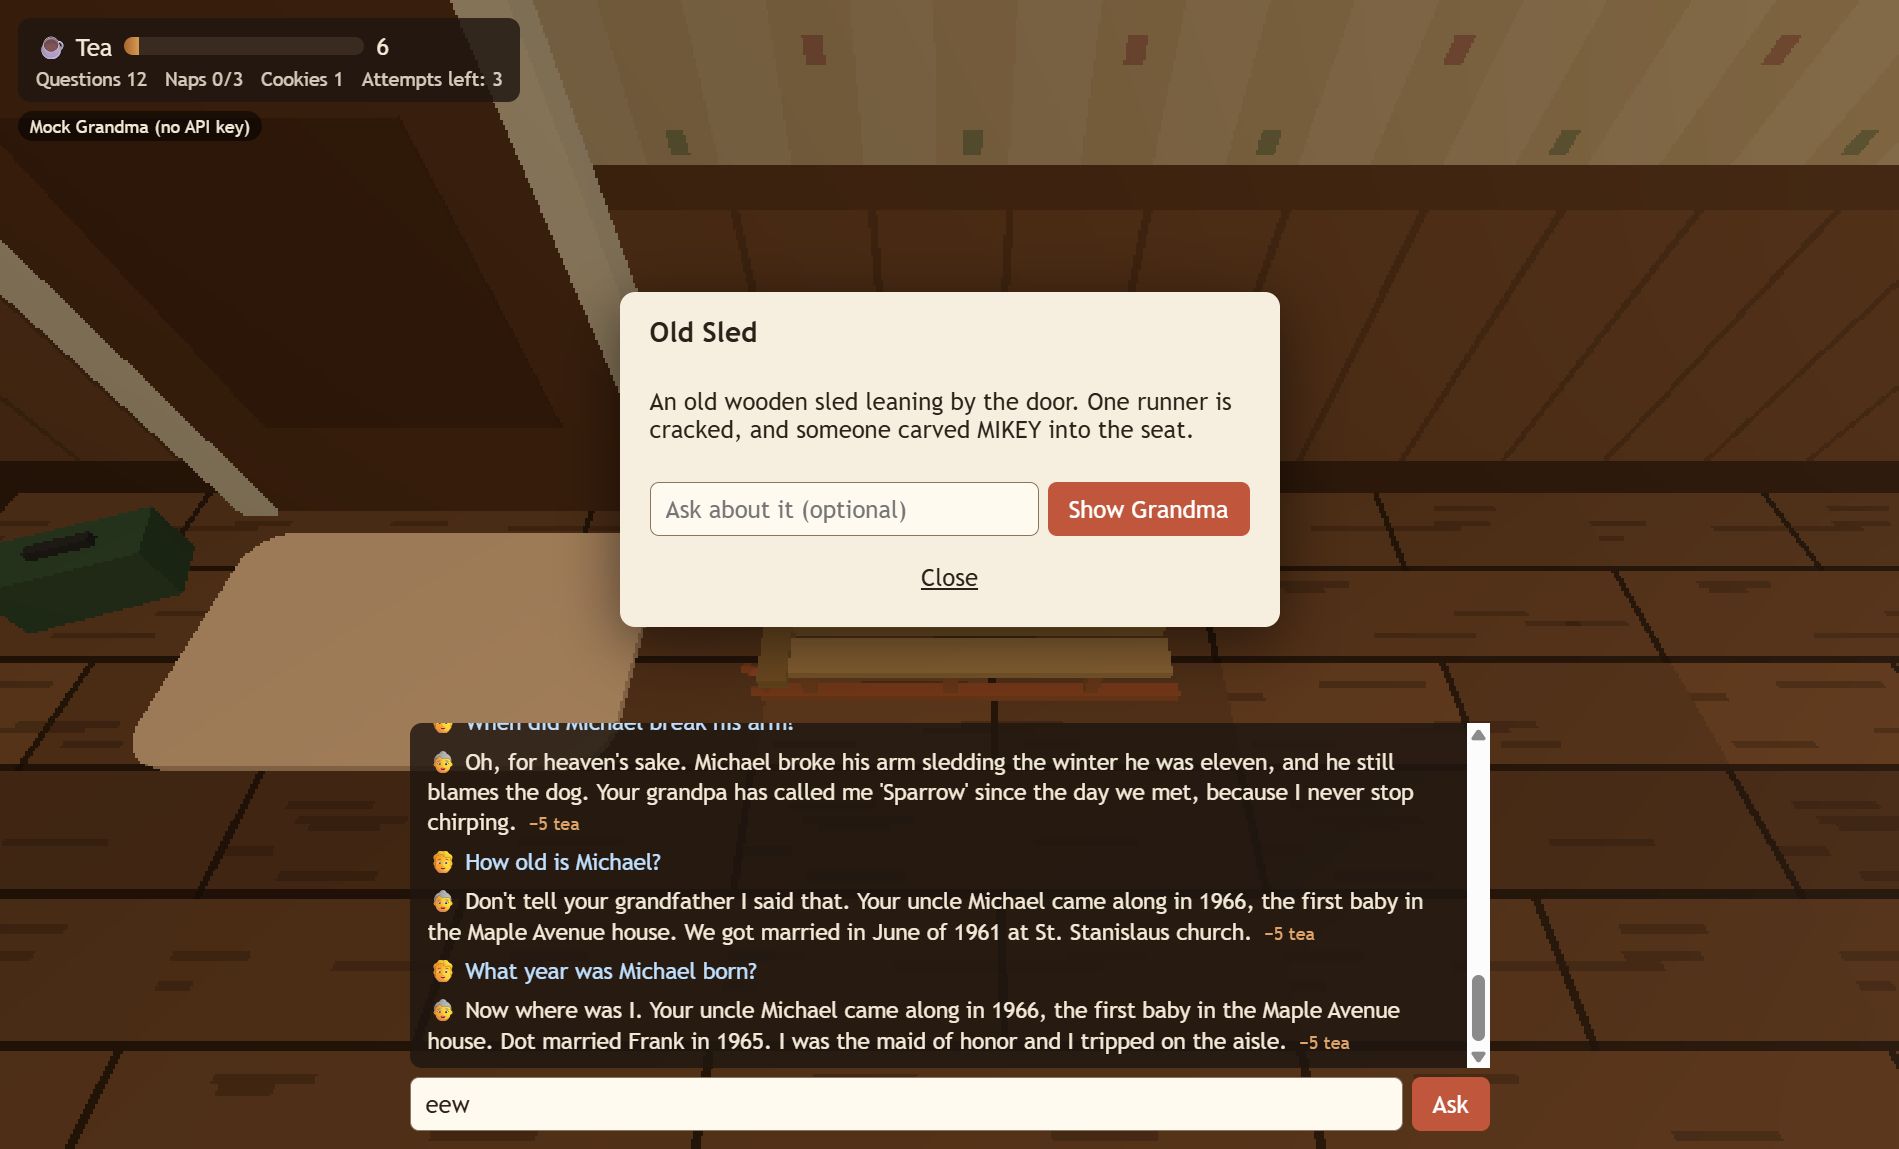 Tea 6
Questions 12 Naps 0/3 Cookies 1 Attempts left: 3
Mock Grandma (no API key)
Old Sled
An old wooden sled leaning by the door. One runner is
cracked, and someone carved MIKEY into the seat.
Ask about it (optional) Show Grandma
Close
When did Michael break his arm?
Oh, for heaven's sake. Michael broke his arm sledding the winter he was eleven, and he still
blames the dog. Your grandpa has called me 'Sparrow' since the day we met, because I never stop
chirping. −5 tea
How old is Michael?
Don't tell your grandfather I said that. Your uncle Michael came along in 1966, the first baby in
the Maple Avenue house. We got married in June of 1961 at St. Stanislaus church. −5 tea
What year was Michael born?
Now where was I. Your uncle Michael came along in 1966, the first baby in the Maple Avenue
house. Dot married Frank in 1965. I was the maid of honor and I tripped on the aisle. −5 tea
eew Ask